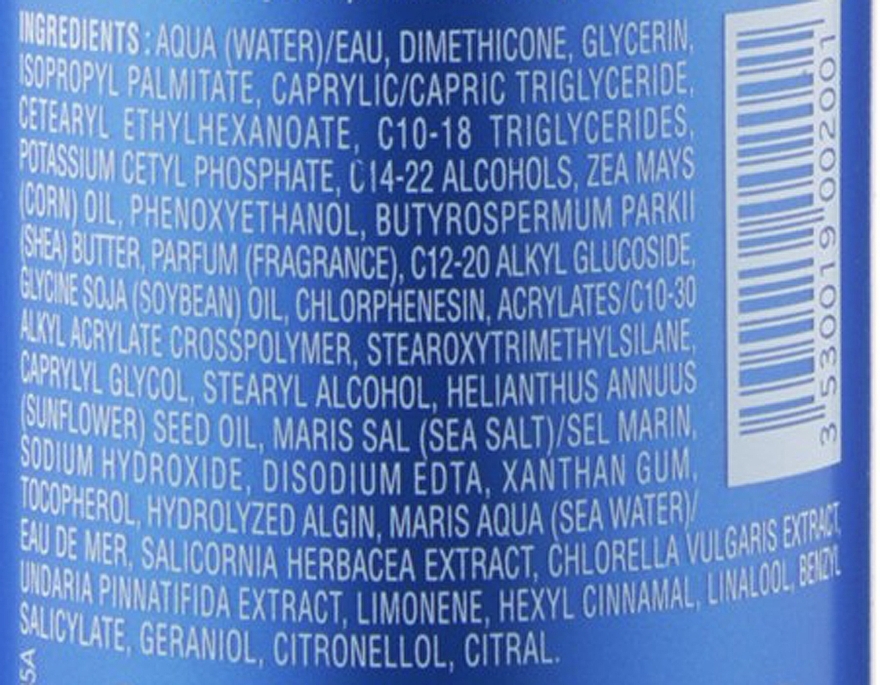 INGREDIENTS: AQUA (WATER)/EAU, DIMETHICONE, GLYCERIN,
ISOPROPYL PALMITATE, CAPRYLIC/CAPRIC TRIGLYCERIDE,
CETEARYL ETHYLHEXANOATE, C10-18 TRIGLYCERIDES,
POTASSIUM CETYL PHOSPHATE, C14-22 ALCOHOLS, ZEA MAYS
(CORN) OIL, PHENOXYETHANOL, BUTYROSPERMUM PARKII
(SHEA) BUTTER, PARFUM (FRAGRANCE), C12-20 ALKYL GLUCOSIDE,
GLYCINE SOJA (SOYBEAN) OIL, CHLORPHENESIN, ACRYLATES/C10-30
ALKYL ACRYLATE CROSSPOLYMER, STEAROXYTRIMETHYLSILANE,
CAPRYLYL GLYCOL, STEARYL ALCOHOL, HELIANTHUS ANNUUS
(SUNFLOWER) SEED OIL, MARIS SAL (SEA SALT)/SEL MARIN,
SODIUM HYDROXIDE, DISODIUM EDTA, XANTHAN GUM,
TOCOPHEROL, HYDROLYZED ALGIN, MARIS AQUA (SEA WATER)/
EAU DE MER, SALICORNIA HERBACEA EXTRACT, CHLORELLA VULGARIS EXTRACT,
UNDARIA PINNATIFIDA EXTRACT, LIMONENE, HEXYL CINNAMAL, LINALOOL, BENZYL
SALICYLATE, GERANIOL, CITRONELLOL, CITRAL.
3 530019 002001
5A